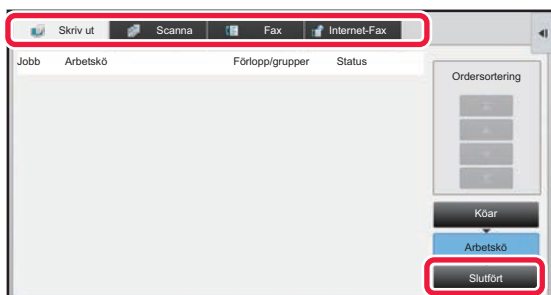 Skriv ut Scanna Fax Internet-Fax
Jobb Arbetskö Förlopp/grupper Status
Ordersortering
Köar
Arbetskö
Slutfört